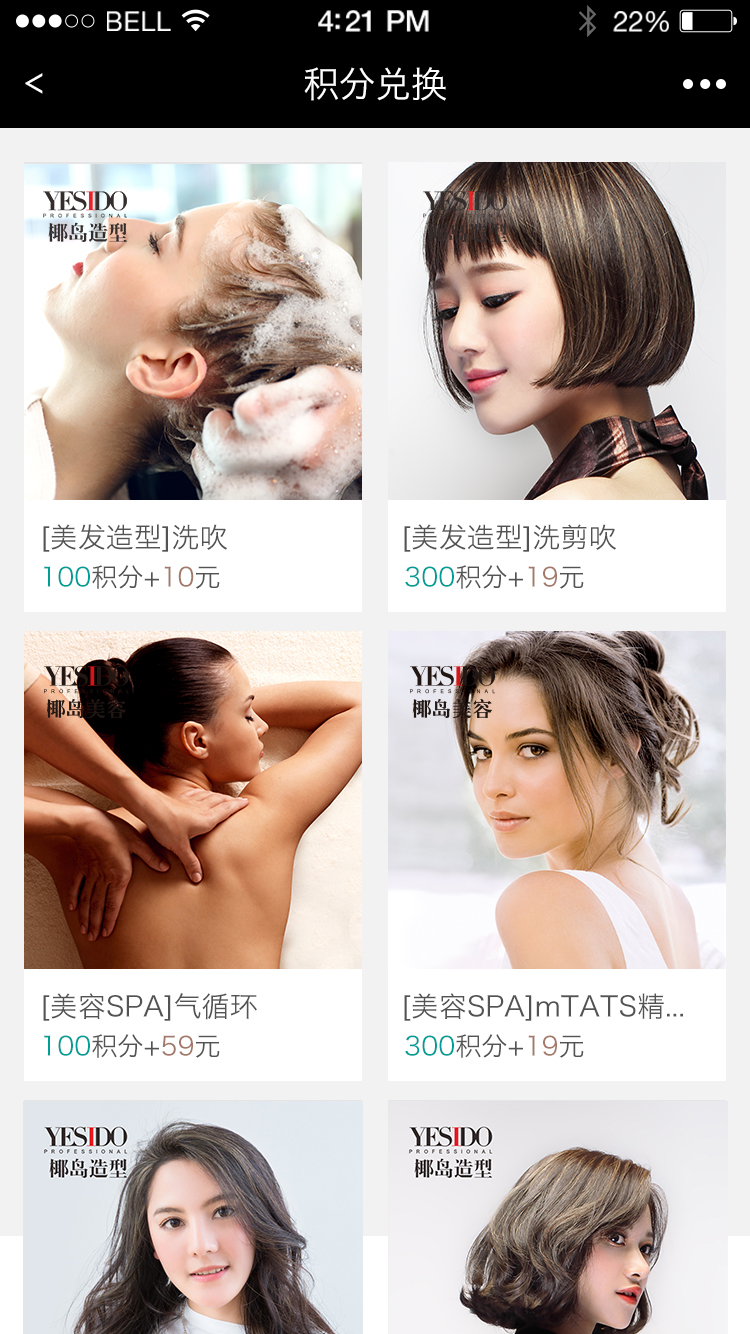 BELL
4:21 PM
22%
<
积分兑换
YESIDO
PROFESSIONAL
椰岛造型
YESIDO
PROFESSIONAL
椰岛造型
[美发造型]洗吹
100积分+10元
[美发造型]洗剪吹
300积分+19元
YESIDO
PROFESSIONAL
椰岛美容
YESIDO
PROFESSIONAL
椰岛美容
[美容SPA]气循环
100积分+59元
[美容SPA]mTATS精...
300积分+19元
YESIDO
PROFESSIONAL
椰岛造型
YESIDO
PROFESSIONAL
椰岛造型